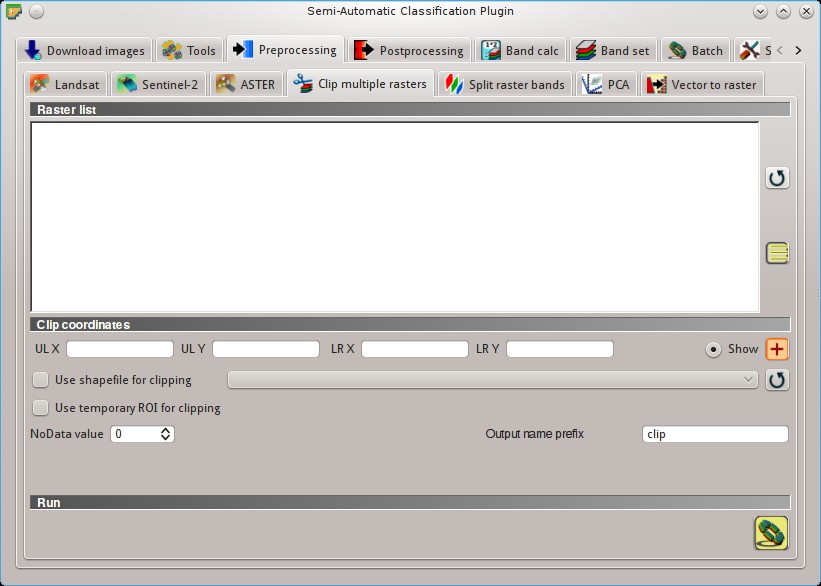 Semi-Automatic Classification Plugin
Download images Tools Preprocessing Postprocessing Band calc Band set Batch S
Landsat Sentinel-2 ASTER Clip multiple rasters Split raster bands PCA Vector to raster
Raster list
Clip coordinates
UL X UL Y LR X LR Y Show
Use shapefile for clipping
Use temporary ROI for clipping
NoData value 0 Output name prefix clip
Run